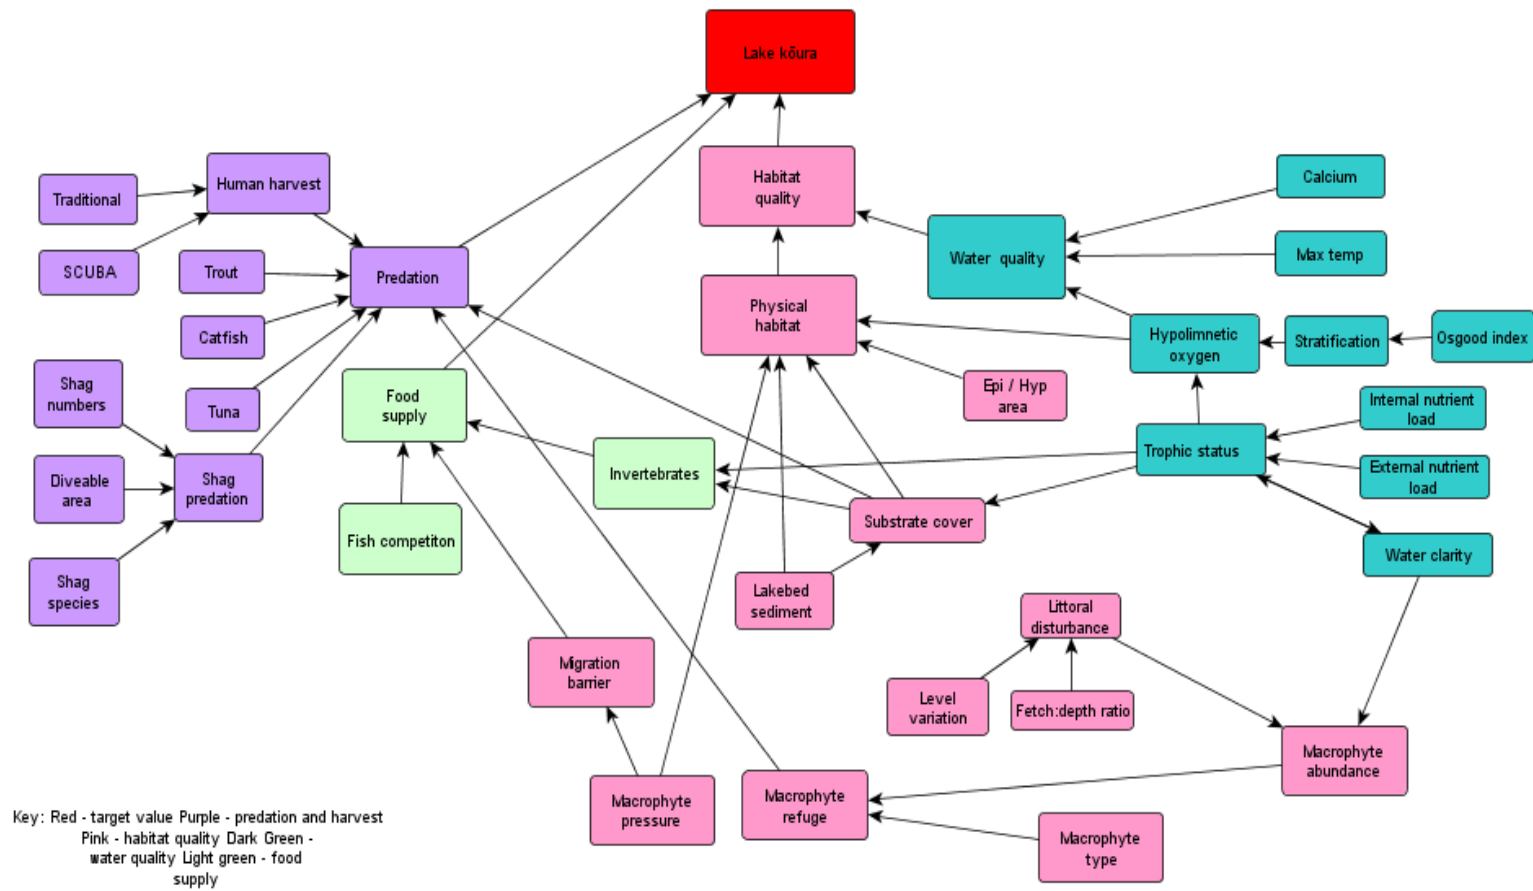 Lake kōura
Human harvest
Traditional
SCUBA
Trout
Predation
Catfish
Tuna
Shag
numbers
Diveable
area
Shag
species
Shag
predation
Food
supply
Fish competiton
Invertebrates
Habitat
quality
Physical
habitat
Water quality
Calcium
Max temp
Hypolimnetic
oxygen
Stratification
Osgood index
Epi / Hyp
area
Internal nutrient
load
Trophic status
External nutrient
load
Water clarity
Substrate cover
Lakebed
sediment
Littoral
disturbance
Level
variation
Fetch:depth ratio
Migration
barrier
Macrophyte
abundance
Macrophyte
pressure
Macrophyte
refuge
Macrophyte
type
Key: Red - target value Purple - predation and harvest
Pink - habitat quality Dark Green -
water quality Light green - food
supply